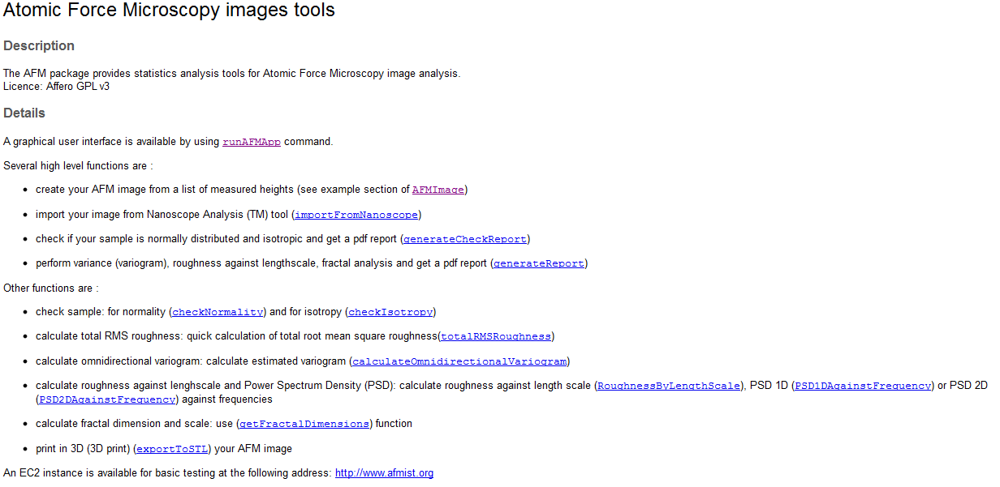 Atomic Force Microscopy images tools
Description
The AFM package provides statistics analysis tools for Atomic Force Microscopy image analysis.
Licence: Affero GPL v3
Details
A graphical user interface is available by using runAFMApp command.
Several high level functions are :
• create your AFM image from a list of measured heights (see example section of AFMImage)
• import your image from Nanoscope Analysis (TM) tool (importFromNanoscope)
• check if your sample is normally distributed and isotropic and get a pdf report (generateCheckReport)
• perform variance (variogram), roughness against lengthscale, fractal analysis and get a pdf report (generateReport)
Other functions are :
• check sample: for normality (checkNormality) and for isotropy (checkIsotropy)
• calculate total RMS roughness: quick calculation of total root mean square roughness(totalRMSRoughness)
• calculate omnidirectional variogram: calculate estimated variogram (calculateOmnidirectionalVariogram)
• calculate roughness against lenghscale and Power Spectrum Density (PSD): calculate roughness against length scale (RoughnessByLengthScale), PSD 1D (PSD1DAgainstFrequency) or PSD 2D
(PSD2DAgainstFrequency) against frequencies
• calculate fractal dimension and scale: use (getFractalDimensions) function
• print in 3D (3D print) (exportToSTL) your AFM image
An EC2 instance is available for basic testing at the following address: http://www.afmist.org